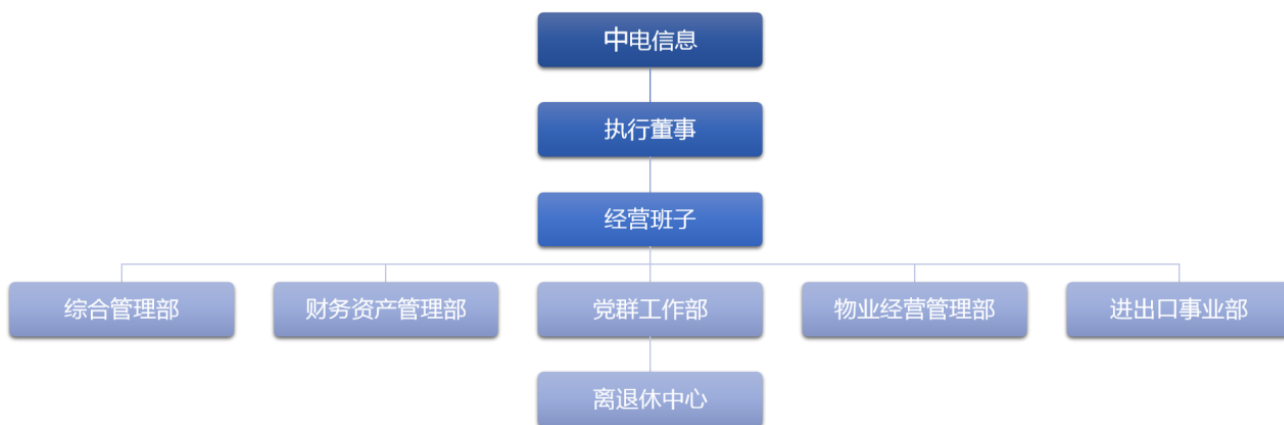 中电信息
执行董事
经营班子
综合管理部
财务资产管理部
党群工作部
物业经营管理部
进出口事业部
离退休中心